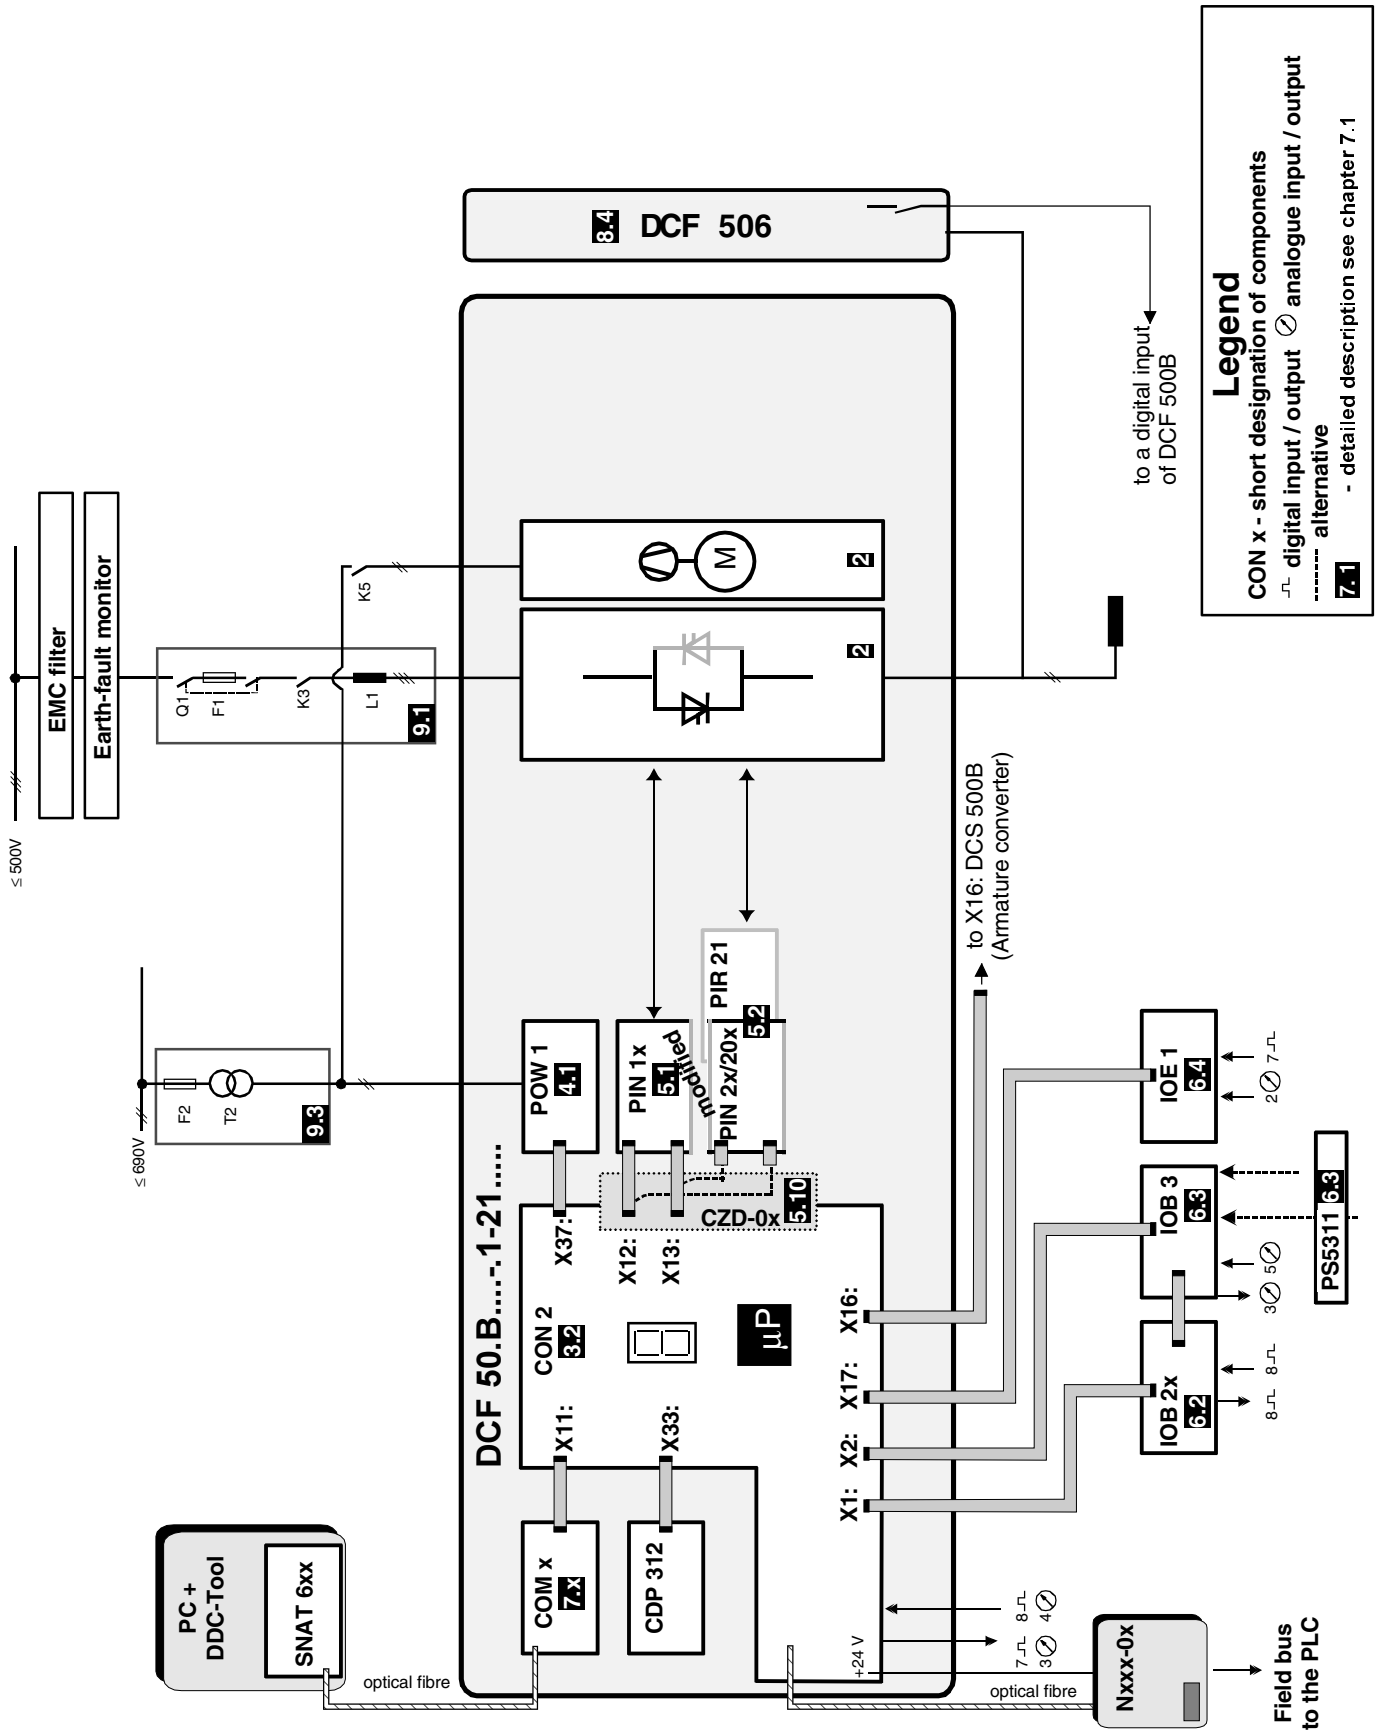 ≤ 500V
EMC filter
Earth-fault monitor
≤ 690V
F2
T2
9.3
Q1
F1
K3
L1
9.1
K5
PC +
DDC-Tool
SNAT 6xx
optical fibre
DCF 50.B....-.1-21.....
COM x
7.x
X11:
CDP 312
X33:
CON 2
3.2
µP
X37:
X12:
X13:
CZD-0x
5.10
POW 1
4.1
PIN 1x
5.1
modified
PIN 2x/20x
5.2
PIR 21
2
M
2
8.4
DCF 506
X1:
X2:
X17:
X16:
+24 V
7
3
8
4
optical fibre
Nxxx-0x
Field bus
to the PLC
to X16: DCS 500B
(Armature converter)
to a digital input
of DCF 500B
IOB 2x
6.2
8
8
IOB 3
6.3
3
5
PS5311
6.3
IOE 1
6.4
2
7
Legend
CON x - short designation of components
digital input / output
analogue input / output
alternative
7.1
- detailed description see chapter 7.1